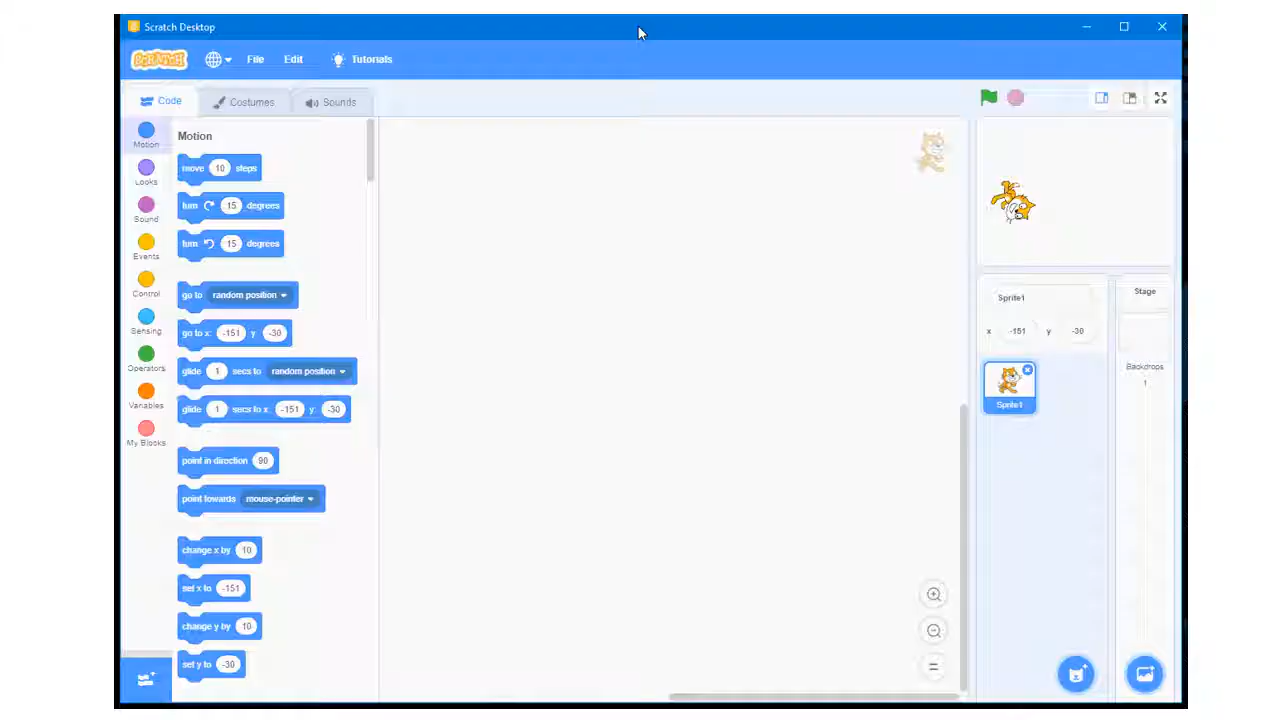 Scratch Desktop
SCRATCH File Edit Tutorials
Code Costumes Sounds
Motion
Looks
Sound
Events
Control
Sensing
Operators
Variables
My Blocks
Motion
move 10 steps
turn 15 degrees
turn 15 degrees
go to random position
go to x: -151 y: -30
glide 1 secs to random position
glide 1 secs to x: -151 y: -30
point in direction 90
point towards mouse-pointer
change x by 10
set x to -151
change y by 10
set y to -30
Sprite1
x -151 y -30
Sprite1
Stage
Backdrops
1